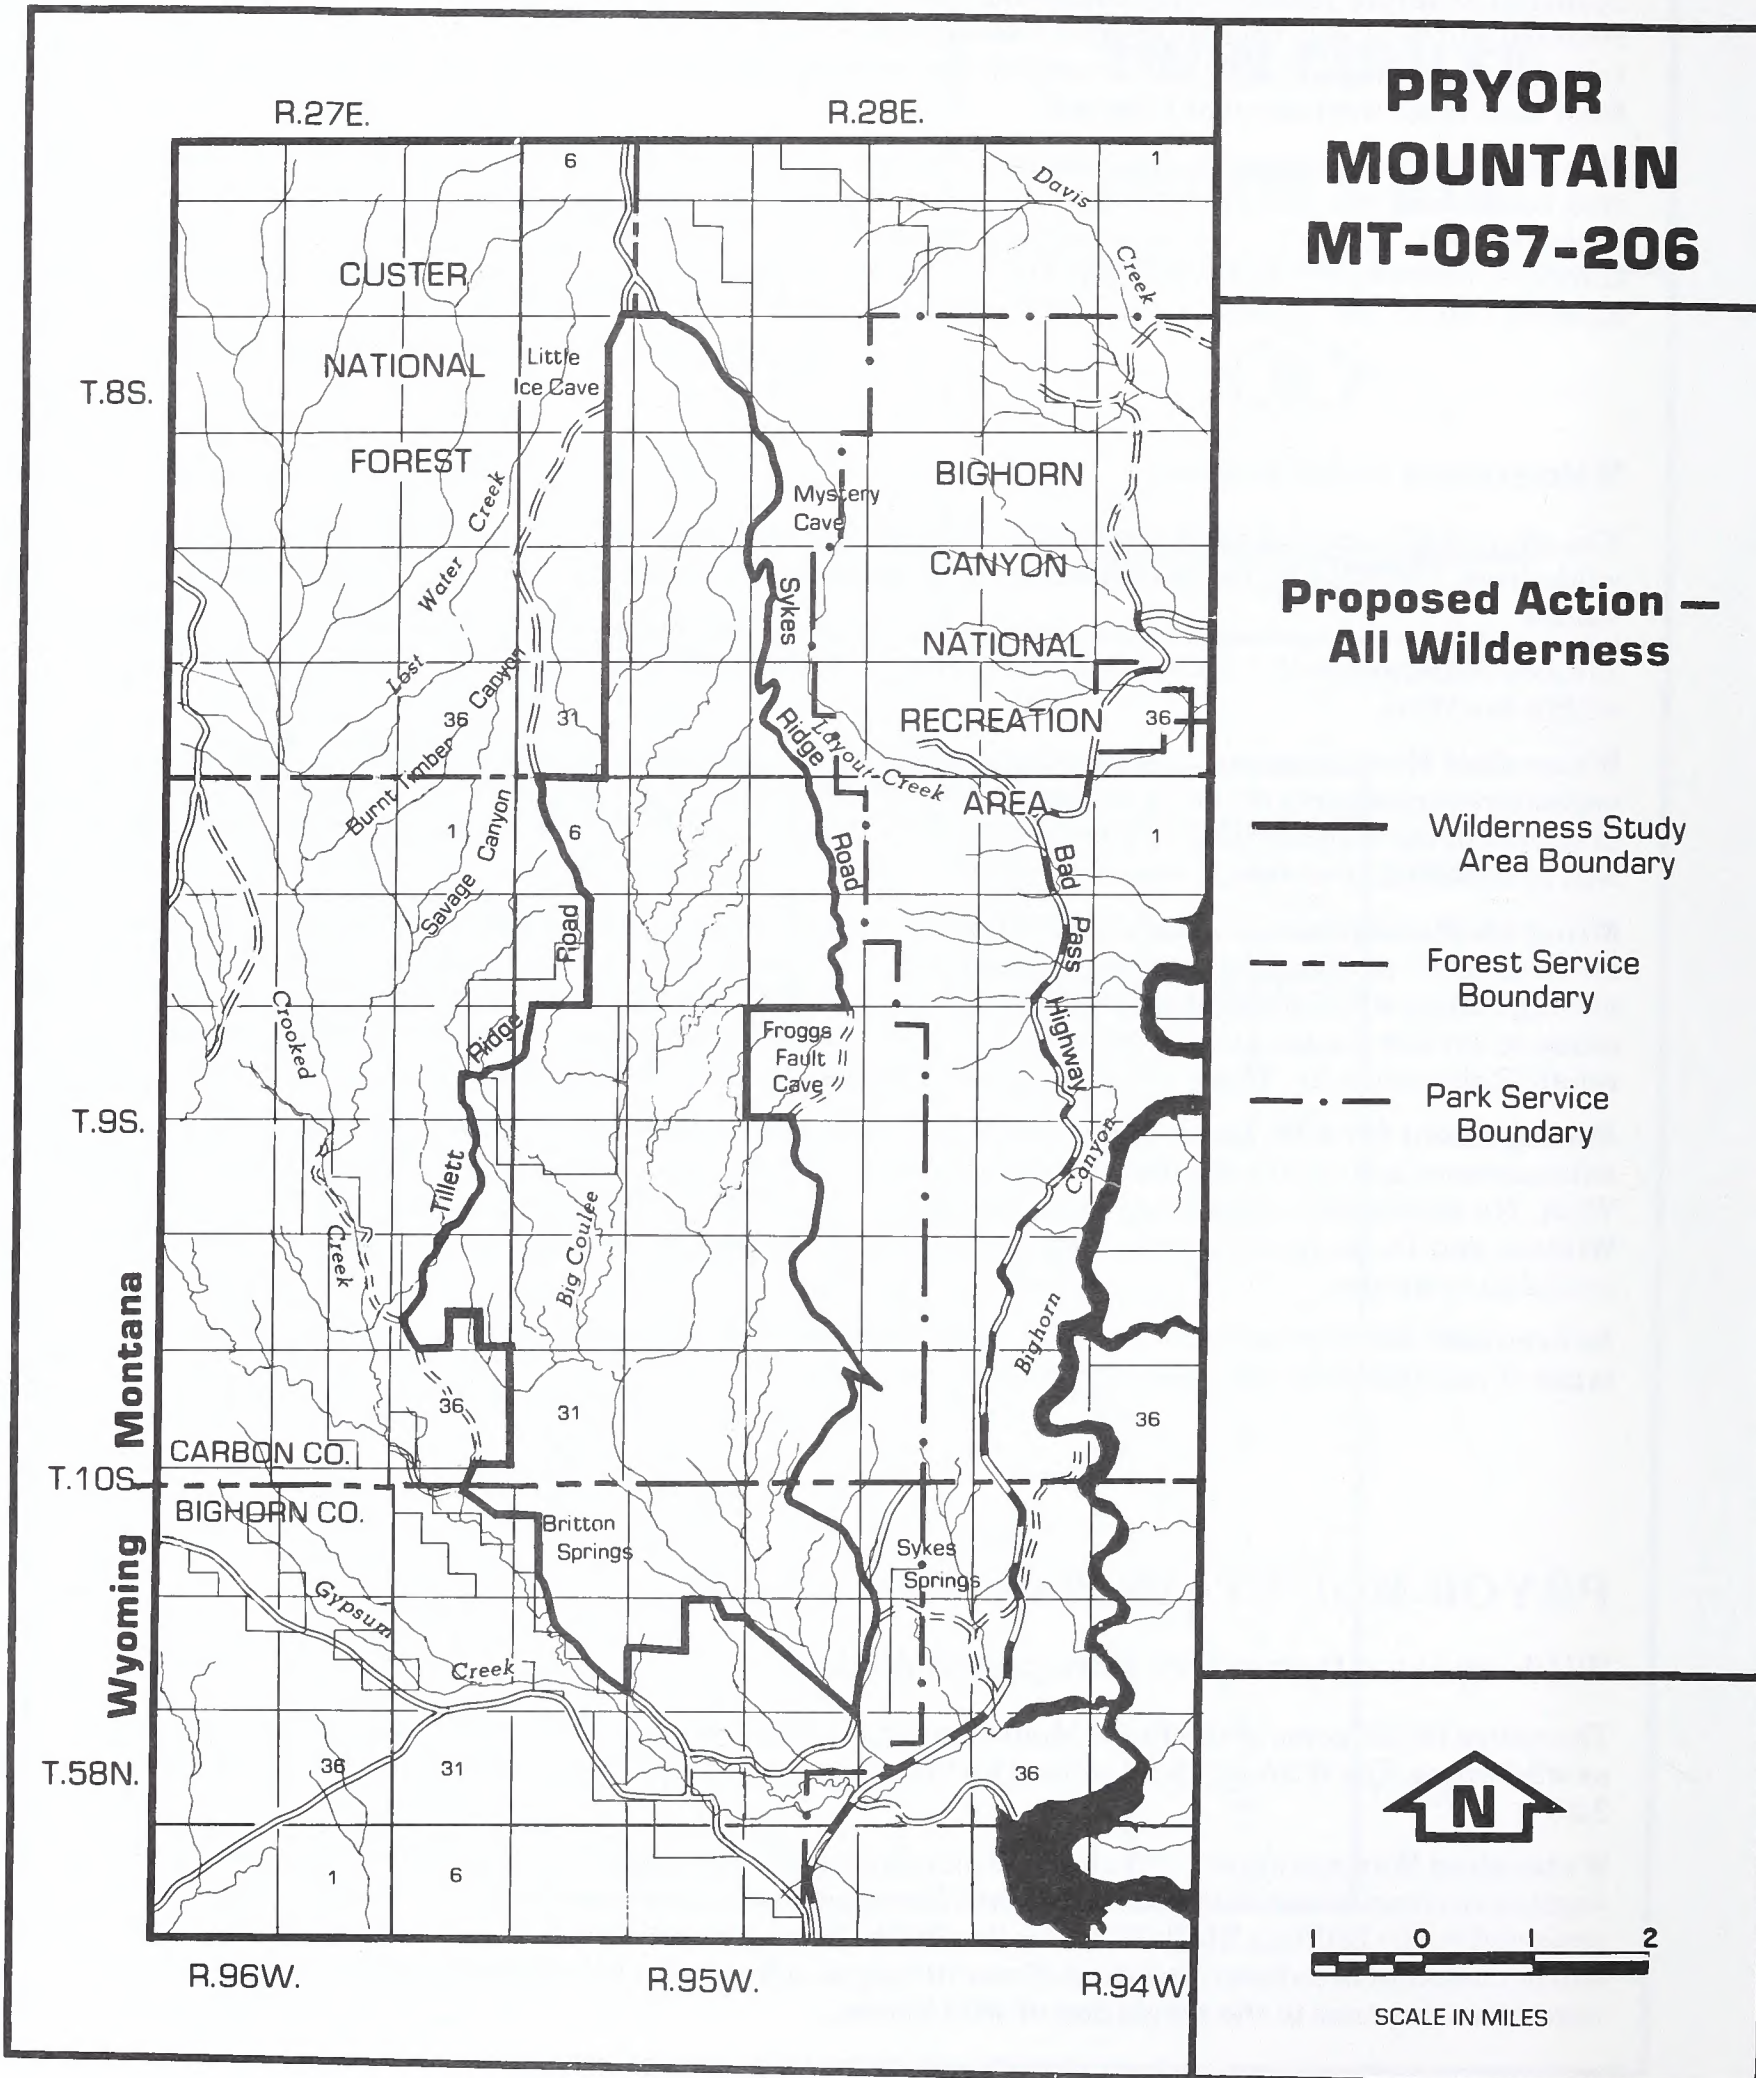 PRYOR
MOUNTAIN
MT-067-206
Proposed Action —
All Wilderness
Wilderness Study
Area Boundary
Forest Service
Boundary
Park Service
Boundary
N
1 0 1 2
SCALE IN MILES
R.27E.
R.28E.
6
1
Davis
Creek
CUSTER
NATIONAL
FOREST
Little
Ice Cave
T.8S.
Mystery
Cave
BIGHORN
CANYON
NATIONAL
RECREATION
AREA
Lost
Water
Creek
Sykes
Ridge
Road
Layout Creek
36
31
36
Burnt Timber
Canyon
Savage
Canyon
1
6
1
Bad
Pass
Highway
Tillett
Ridge
Road
Crooked
Creek
Froggs
Fault
Cave
T.9S.
Big Coulee
Bighorn
Canyon
36
31
36
Montana
CARBON CO.
T.10S.
BIGHORN CO.
Wyoming
Britton
Springs
Sykes
Springs
Gypsum
Creek
T.58N.
36
31
36
1
1
6
R.96W.
R.95W.
R.94W.